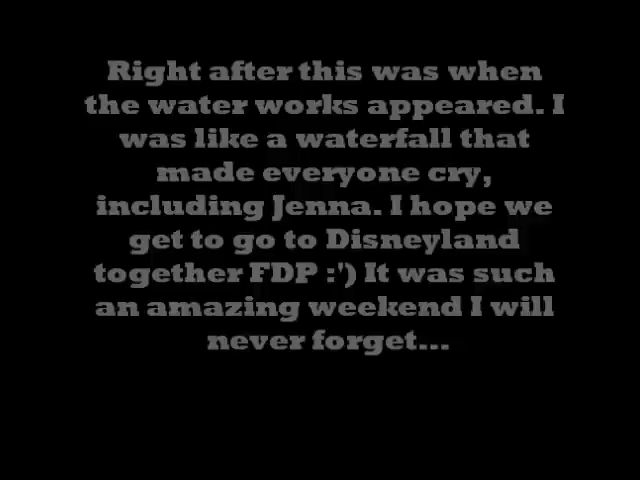 Right after this was when
the water works appeared. I
was like a waterfall that
made everyone cry,
including Jenna. I hope we
get to go to Disneyland
together FDP :') It was such
an amazing weekend I will
never forget...